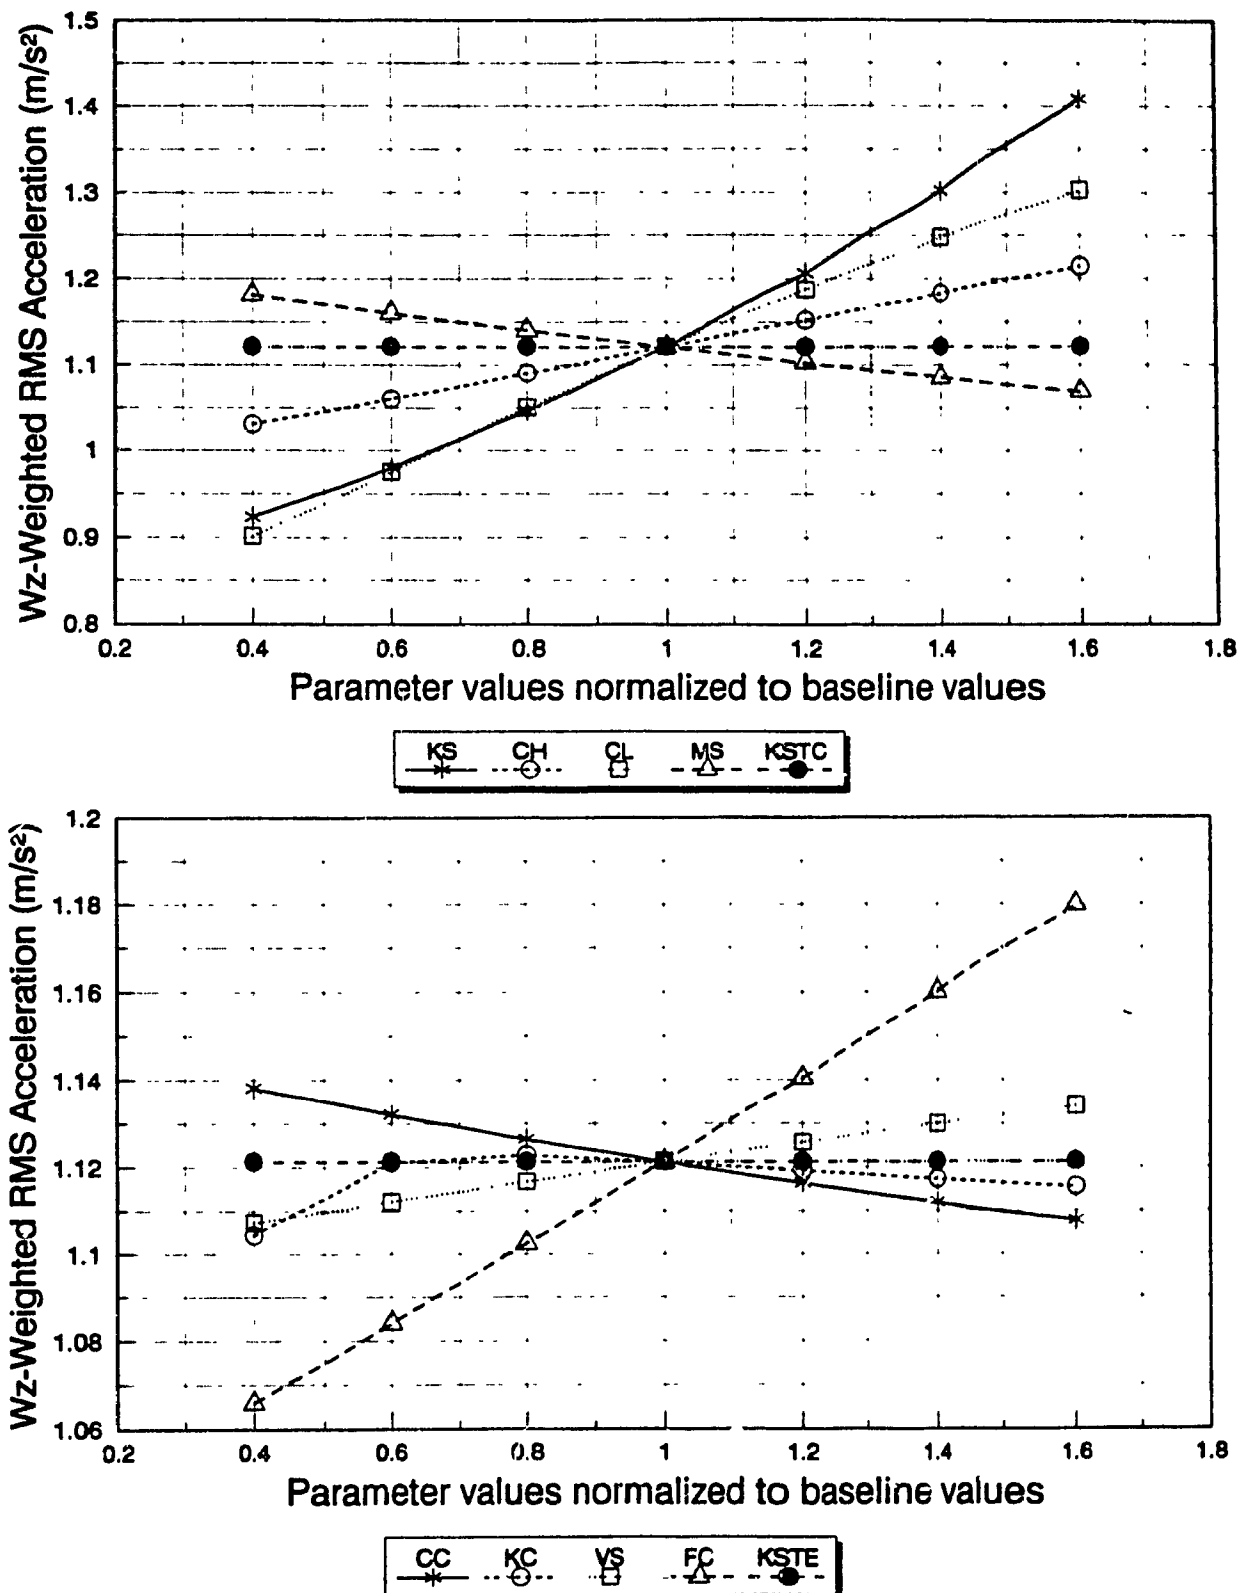 Wz-Weighted RMS Acceleration (m/s²)
1.5
1.4
1.3
1.2
1.1
1
0.9
0.8
0.2 0.4 0.6 0.8 1 1.2 1.4 1.6 1.8
Parameter values normalized to baseline values
KS CH CL MS KSTC
Wz-Weighted RMS Acceleration (m/s²)
1.2
1.18
1.16
1.14
1.12
1.1
1.08
1.06
0.2 0.4 0.6 0.8 1 1.2 1.4 1.6 1.8
Parameter values normalized to baseline values
CC KC VS FC KSTE